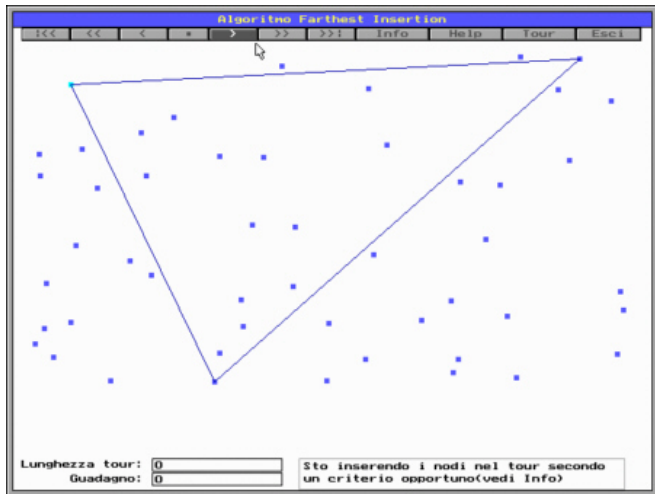 Algoritmo Farthest Insertion
|<< << < ▪ > >> >>| Info Help Tour Esci
Lunghezza tour: 0
Guadagno: 0
Sto inserendo i nodi nel tour secondo
un criterio opportuno(vedi Info)